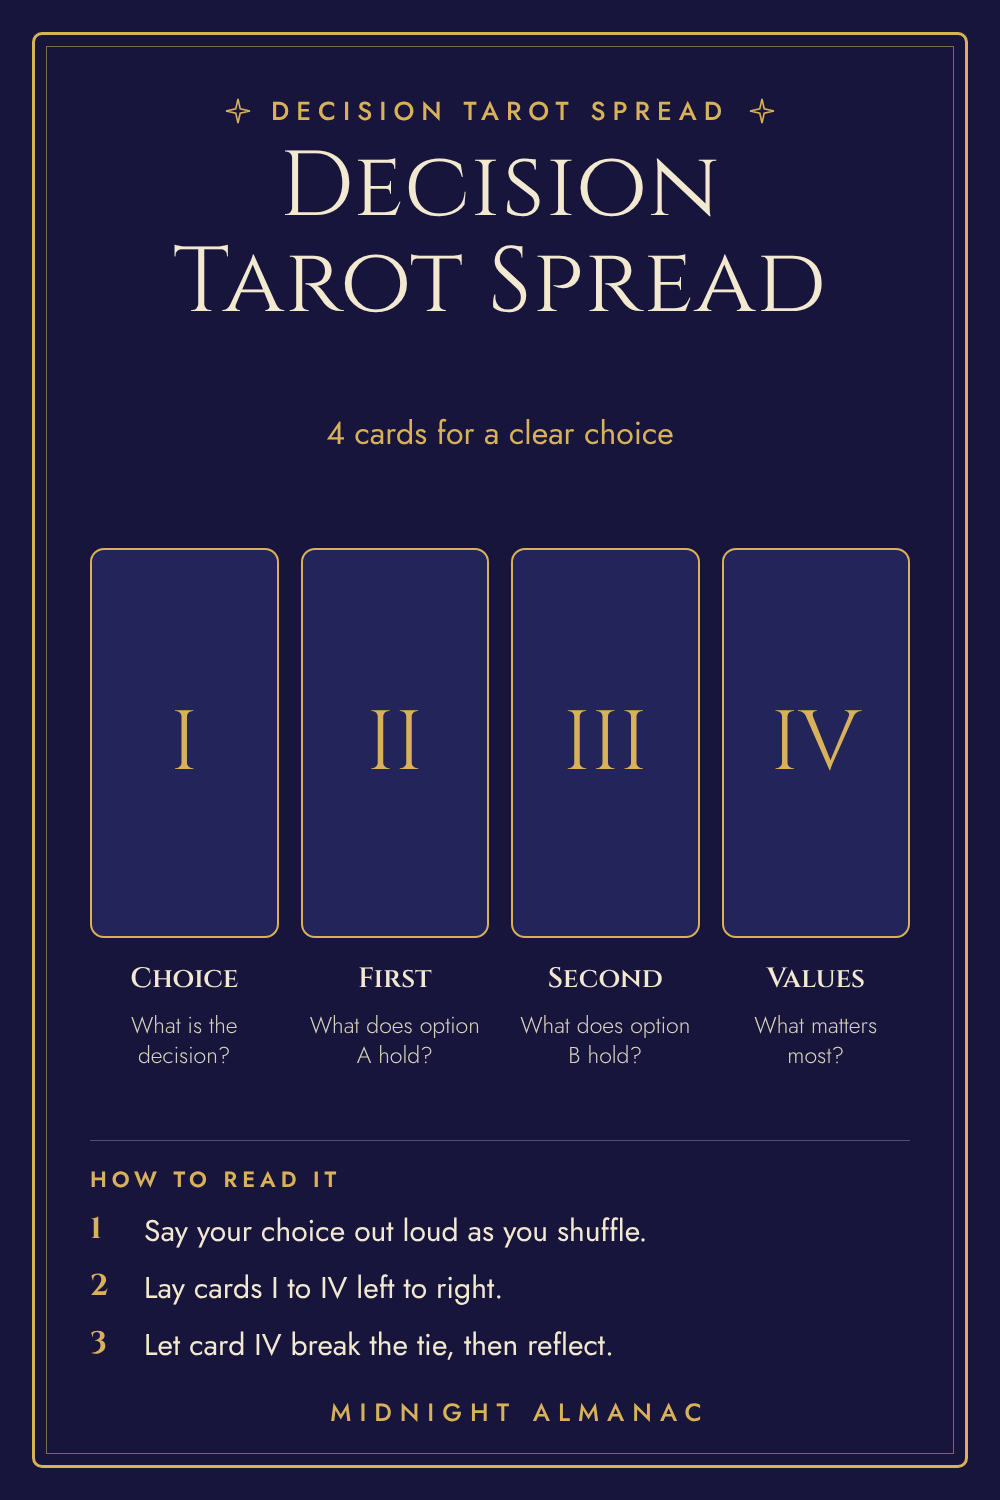 DECISION TAROT SPREAD
Decision
Tarot Spread
4 cards for a clear choice
I
II
III
IV
Choice
What is the
decision?
First
What does option
A hold?
Second
What does option
B hold?
Values
What matters
most?
HOW TO READ IT
1 Say your choice out loud as you shuffle.
2 Lay cards I to IV left to right.
3 Let card IV break the tie, then reflect.
MIDNIGHT ALMANAC